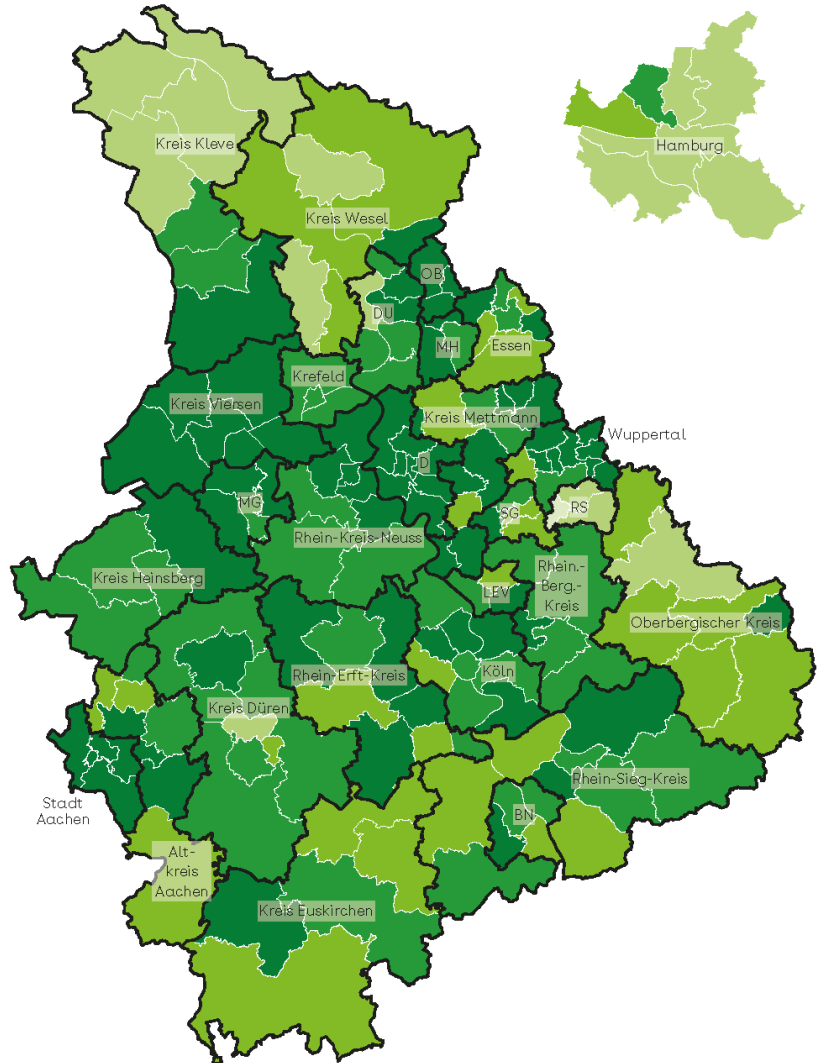 Kreis Kleve
Hamburg
Kreis Wesel
OB
DU
MH
Essen
Krefeld
Kreis Viersen
Kreis Mettmann
Wuppertal
D
MG
SG
RS
Rhein-Kreis-Neuss
Kreis Heinsberg
Rhein.-
Berg.-
Kreis
LEV
Oberbergischer Kreis
Rhein-Erft-Kreis
Köln
Kreis Düren
Rhein-Sieg-Kreis
Stadt
Aachen
BN
Alt-
kreis
Aachen
Kreis Euskirchen